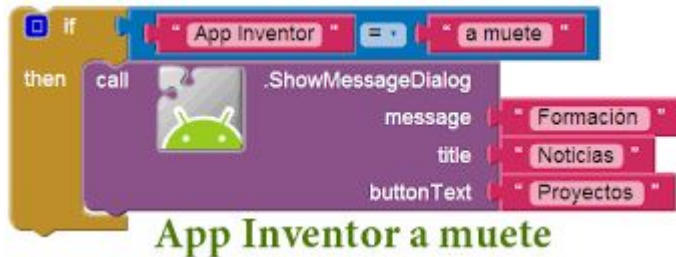 if " App Inventor " = " a muete "
then call .ShowMessageDialog
message " Formación "
title " Noticias "
buttonText " Proyectos "
App Inventor a muete